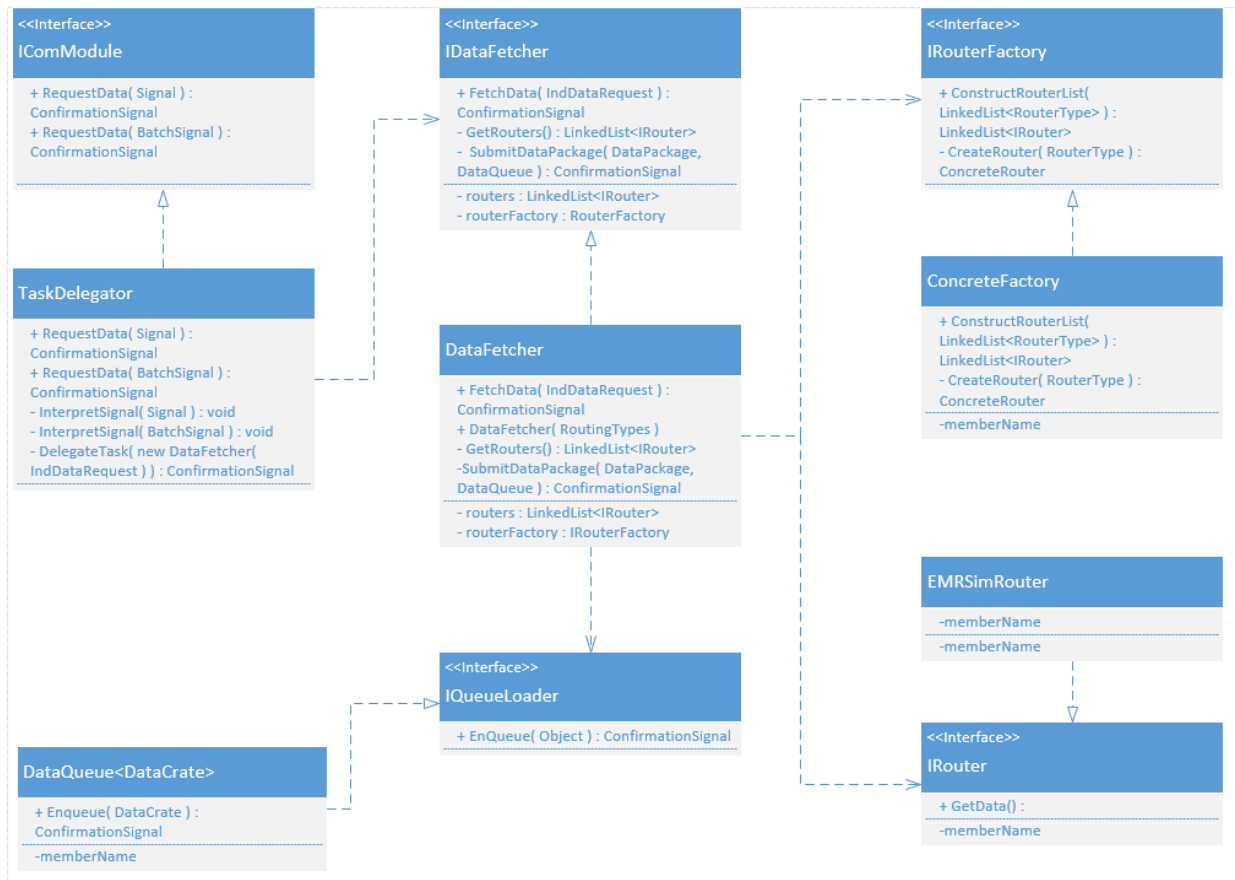 <<Interface>>
IComModule
+ RequestData( Signal ) :
ConfirmationSignal
+ RequestData( BatchSignal ) :
ConfirmationSignal
<<Interface>>
IDataFetcher
+ FetchData( IndDataRequest ) :
ConfirmationSignal
- GetRouters() : LinkedList<IRouter>
- SubmitDataPackage( DataPackage,
DataQueue ) : ConfirmationSignal
- routers : LinkedList<IRouter>
- routerFactory : RouterFactory
<<Interface>>
IRouterFactory
+ ConstructRouterList(
LinkedList<RouterType> ) :
LinkedList<IRouter>
- CreateRouter( RouterType ) :
ConcreteRouter
TaskDelegator
+ RequestData( Signal ) :
ConfirmationSignal
+ RequestData( BatchSignal ) :
ConfirmationSignal
- InterpretSignal( Signal ) : void
- InterpretSignal( BatchSignal ) : void
- DelegateTask( new DataFetcher(
IndDataRequest ) ) : ConfirmationSignal
DataFetcher
+ FetchData( IndDataRequest ) :
ConfirmationSignal
+ DataFetcher( RoutingTypes )
- GetRouters() : LinkedList<IRouter>
-SubmitDataPackage( DataPackage,
DataQueue ) : ConfirmationSignal
- routers : LinkedList<IRouter>
- routerFactory : IRouterFactory
ConcreteFactory
+ ConstructRouterList(
LinkedList<RouterType> ) :
LinkedList<IRouter>
- CreateRouter( RouterType ) :
ConcreteRouter
-memberName
EMRSimRouter
-memberName
-memberName
<<Interface>>
IQueueLoader
+ EnQueue( Object ) : ConfirmationSignal
DataQueue<DataCrate>
+ Enqueue( DataCrate ) :
ConfirmationSignal
-memberName
<<Interface>>
IRouter
+ GetData() :
-memberName